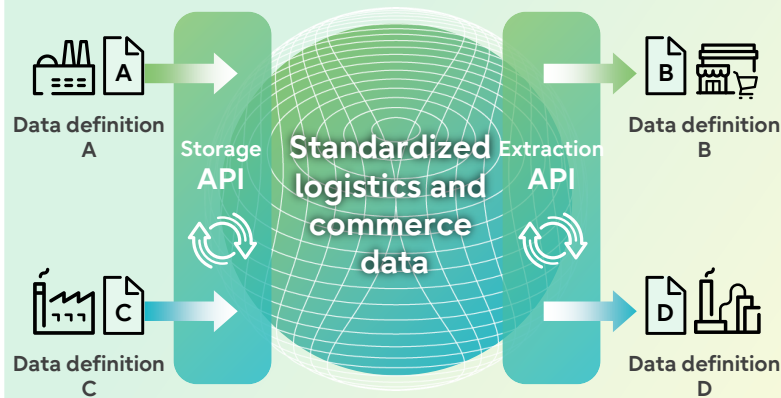 A
Data definition
A
B
Data definition
B
Storage
API
Standardized
logistics and
commerce
data
Extraction
API
C
Data definition
C
D
Data definition
D